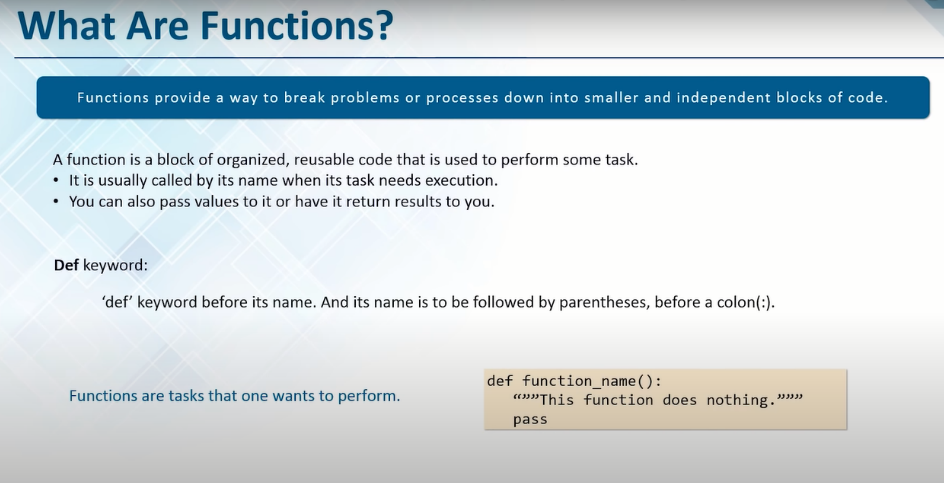 What Are Functions?
Functions provide a way to break problems or processes down into smaller and independent blocks of code.
A function is a block of organized, reusable code that is used to perform some task.
• It is usually called by its name when its task needs execution.
• You can also pass values to it or have it return results to you.
Def keyword:
‘def’ keyword before its name. And its name is to be followed by parentheses, before a colon(:).
Functions are tasks that one wants to perform.
def function_name():
“””This function does nothing.”””
pass